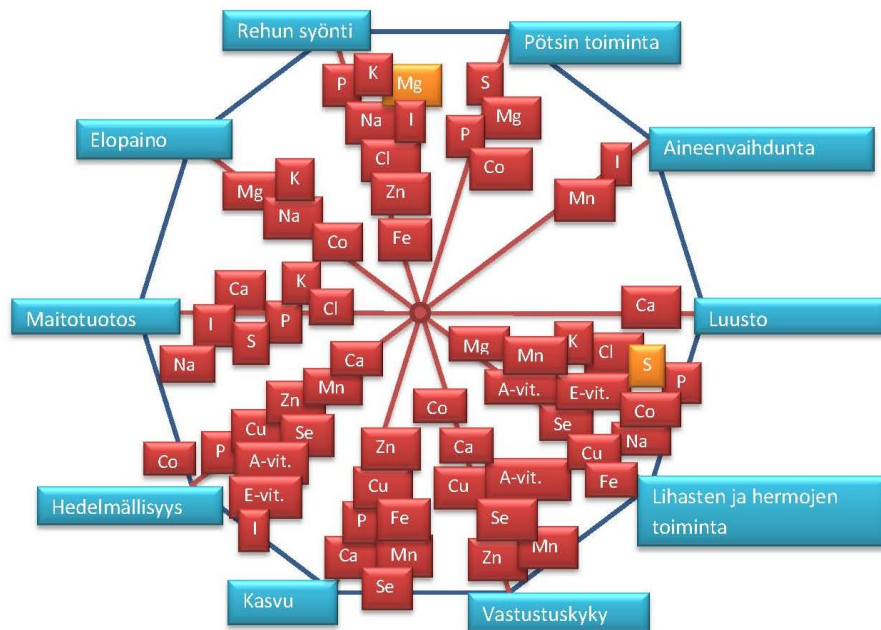 Rehun syönti
Pötsin toiminta
P
K
Mg
Na
I
Cl
Zn
Fe
S
Mg
P
Co
Elopaino
Mg
K
Na
Co
Aineenvaihdunta
I
Mn
Maitotuotos
Ca
K
Cl
I
P
S
Na
Luusto
Ca
Mg
Mn
K
Cl
S
P
A-vit.
E-vit.
Co
Se
Na
Cu
Fe
Lihasten ja hermojen
toiminta
Ca
Mn
Zn
Cu
Se
P
Co
A-vit.
E-vit.
I
Hedelmällisyys
Zn
Cu
P
Fe
Ca
Mn
Se
Kasvu
Co
Ca
Cu
A-vit.
Se
Mn
Zn
Vastustuskyky